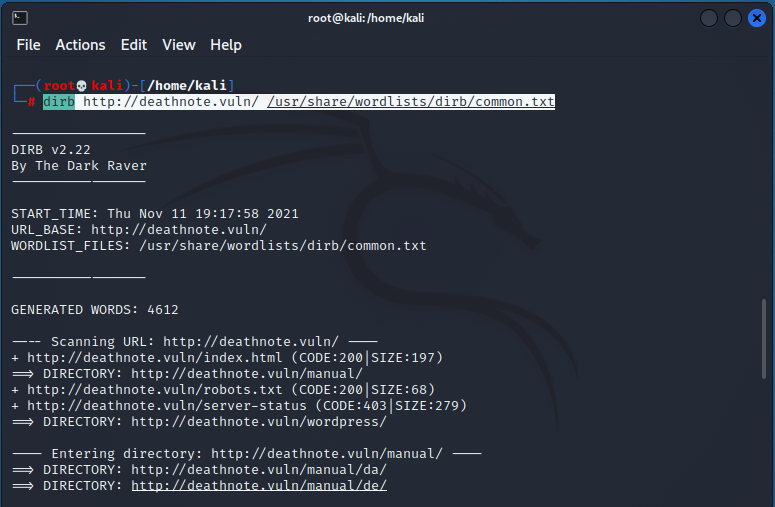 root@kali:/home/kali
File Actions Edit View Help
┌──(root💀kali)-[/home/kali]
└─# dirb http://deathnote.vuln/ /usr/share/wordlists/dirb/common.txt
-----------------
DIRB v2.22
By The Dark Raver
-----------------
START_TIME: Thu Nov 11 19:17:58 2021
URL_BASE: http://deathnote.vuln/
WORDLIST_FILES: /usr/share/wordlists/dirb/common.txt
-----------------
GENERATED WORDS: 4612
---- Scanning URL: http://deathnote.vuln/ ----
+ http://deathnote.vuln/index.html (CODE:200|SIZE:197)
==> DIRECTORY: http://deathnote.vuln/manual/
+ http://deathnote.vuln/robots.txt (CODE:200|SIZE:68)
+ http://deathnote.vuln/server-status (CODE:403|SIZE:279)
==> DIRECTORY: http://deathnote.vuln/wordpress/
---- Entering directory: http://deathnote.vuln/manual/ ----
==> DIRECTORY: http://deathnote.vuln/manual/da/
==> DIRECTORY: http://deathnote.vuln/manual/de/